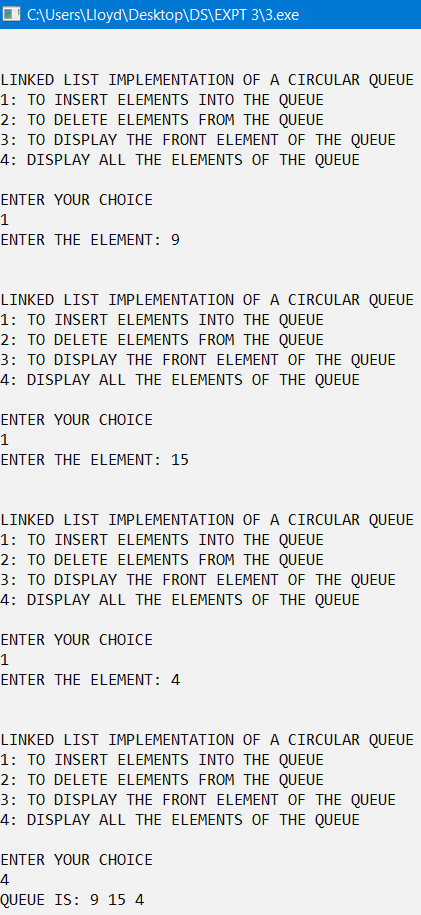 C:\Users\Lloyd\Desktop\DS\EXPT 3\3.exe
LINKED LIST IMPLEMENTATION OF A CIRCULAR QUEUE
1: TO INSERT ELEMENTS INTO THE QUEUE
2: TO DELETE ELEMENTS FROM THE QUEUE
3: TO DISPLAY THE FRONT ELEMENT OF THE QUEUE
4: DISPLAY ALL THE ELEMENTS OF THE QUEUE
ENTER YOUR CHOICE
1
ENTER THE ELEMENT: 9
LINKED LIST IMPLEMENTATION OF A CIRCULAR QUEUE
1: TO INSERT ELEMENTS INTO THE QUEUE
2: TO DELETE ELEMENTS FROM THE QUEUE
3: TO DISPLAY THE FRONT ELEMENT OF THE QUEUE
4: DISPLAY ALL THE ELEMENTS OF THE QUEUE
ENTER YOUR CHOICE
1
ENTER THE ELEMENT: 15
LINKED LIST IMPLEMENTATION OF A CIRCULAR QUEUE
1: TO INSERT ELEMENTS INTO THE QUEUE
2: TO DELETE ELEMENTS FROM THE QUEUE
3: TO DISPLAY THE FRONT ELEMENT OF THE QUEUE
4: DISPLAY ALL THE ELEMENTS OF THE QUEUE
ENTER YOUR CHOICE
1
ENTER THE ELEMENT: 4
LINKED LIST IMPLEMENTATION OF A CIRCULAR QUEUE
1: TO INSERT ELEMENTS INTO THE QUEUE
2: TO DELETE ELEMENTS FROM THE QUEUE
3: TO DISPLAY THE FRONT ELEMENT OF THE QUEUE
4: DISPLAY ALL THE ELEMENTS OF THE QUEUE
ENTER YOUR CHOICE
4
QUEUE IS: 9 15 4